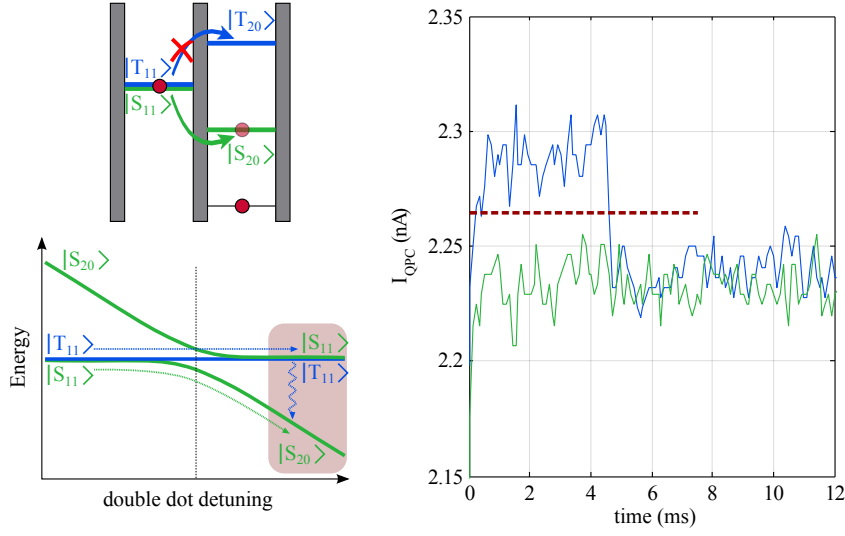 |T₂₀⟩
|T₁₁⟩
|S₁₁⟩
|S₂₀⟩
|S₂₀⟩
|T₁₁⟩
|S₁₁⟩
|S₁₁⟩
|T₁₁⟩
|S₂₀⟩
Energy
double dot detuning
2.35
2.3
2.25
2.2
2.15
I_QPC (nA)
0 2 4 6 8 10 12
time (ms)